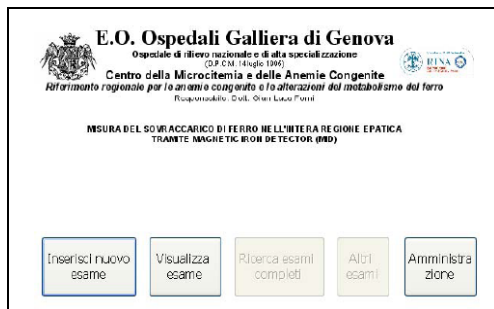 E.O. Ospedali Galliera di Genova
Ospedale di rilievo nazionale e di alta specializzazione
(D.P.C.M. 14 luglio 1995)
Centro della Microcitemia e delle Anemie Congenite
Riferimento regionale per le anemie congenite e le alterazioni del metabolismo del ferro
Responsabile: Dott. Gian Luca Forni
RINA
MISURA DEL SOVRACCARICO DI FERRO NELL'INTERA REGIONE EPATICA
TRAMITE MAGNETIC IRON DETECTOR (MID)
Inserisci nuovo
esame
Visualizza
esame
Ricerca esami
completi
Altri
esami
Amministra
zione